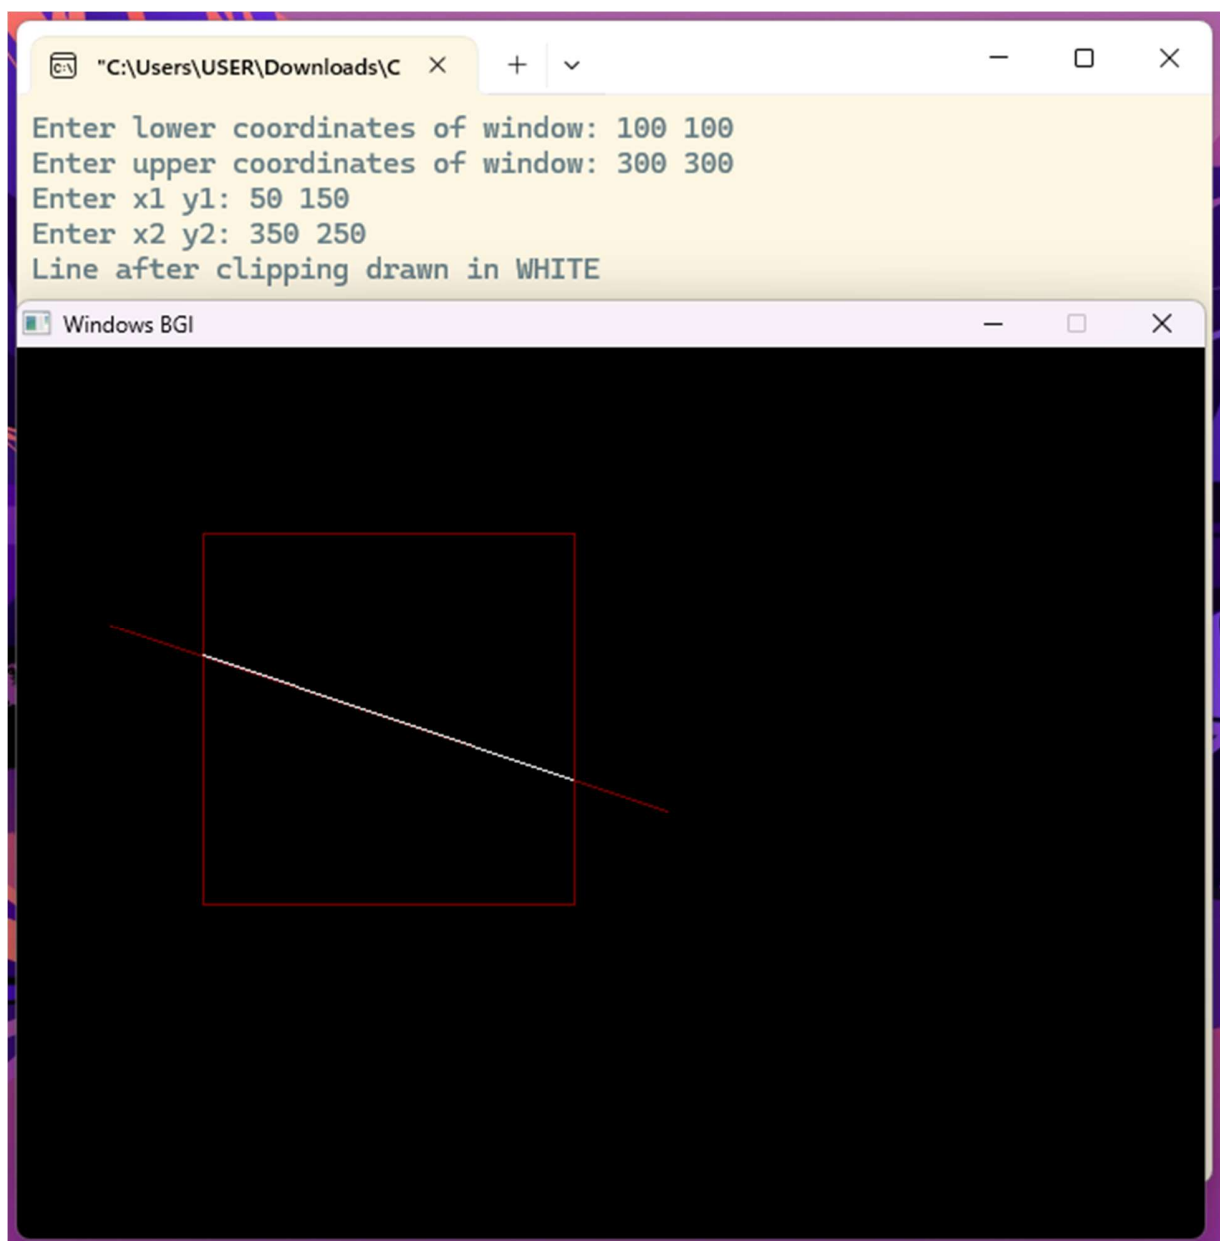 "C:\Users\USER\Downloads\C
Enter lower coordinates of window: 100 100
Enter upper coordinates of window: 300 300
Enter x1 y1: 50 150
Enter x2 y2: 350 250
Line after clipping drawn in WHITE
Windows BGI